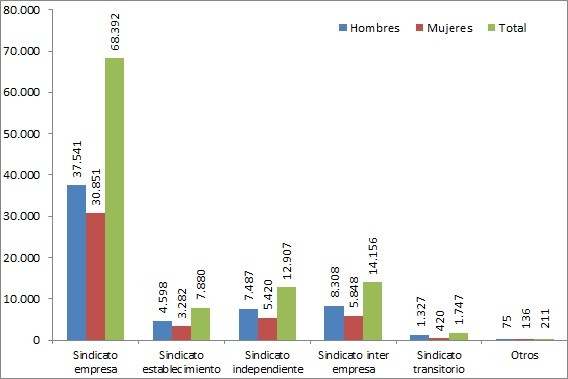 80.000
70.000
60.000
50.000
40.000
30.000
20.000
10.000
0
Hombres Mujeres Total
37.541 30.851 68.392
4.598 3.282 7.880
7.487 5.420 12.907
8.308 5.848 14.156
1.327 420 1.747
75 136 211
Sindicato empresa
Sindicato establecimiento
Sindicato independiente
Sindicato inter empresa
Sindicato transitorio
Otros